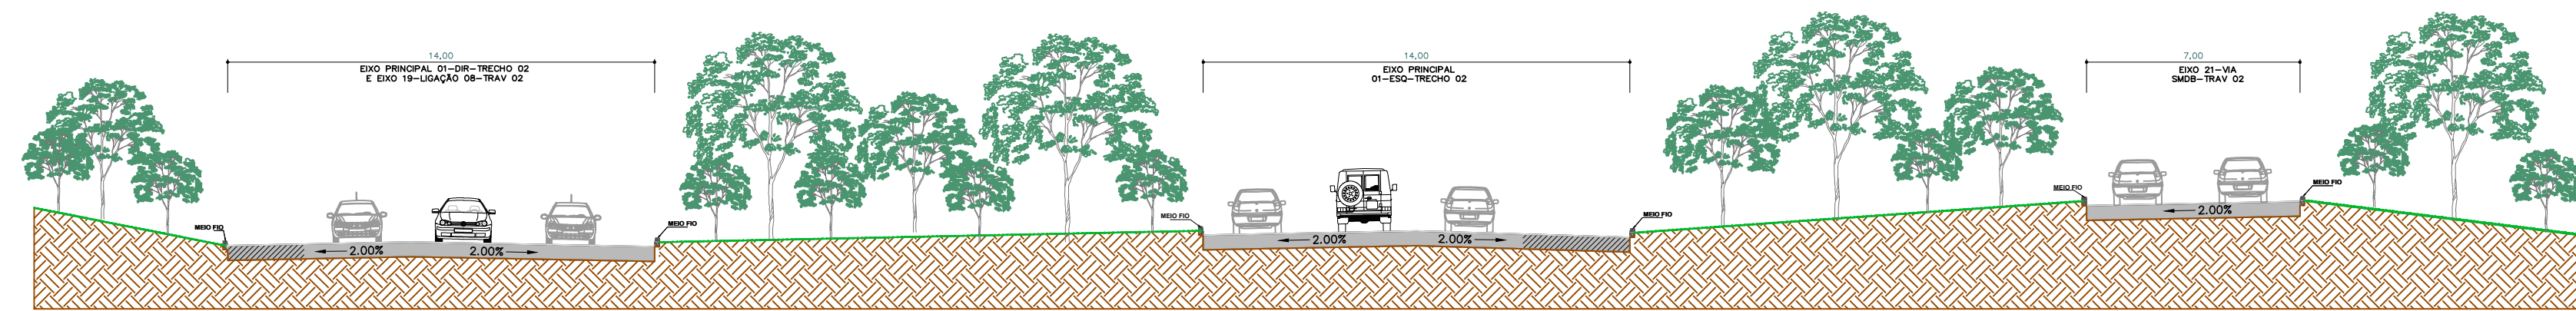 14,00
EIXO PRINCIPAL 01-DIR-TRECHO 02
E EIXO 19-LIGAÇÃO 08-TRAV 02
MEIO FIO
2.00%
2.00%
MEIO FIO
14,00
EIXO PRINCIPAL
01-ESQ-TRECHO 02
MEIO FIO
2.00%
2.00%
MEIO FIO
7,00
EIXO 21-VIA
SMDB-TRAV 02
MEIO FIO
2.00%
MEIO FIO